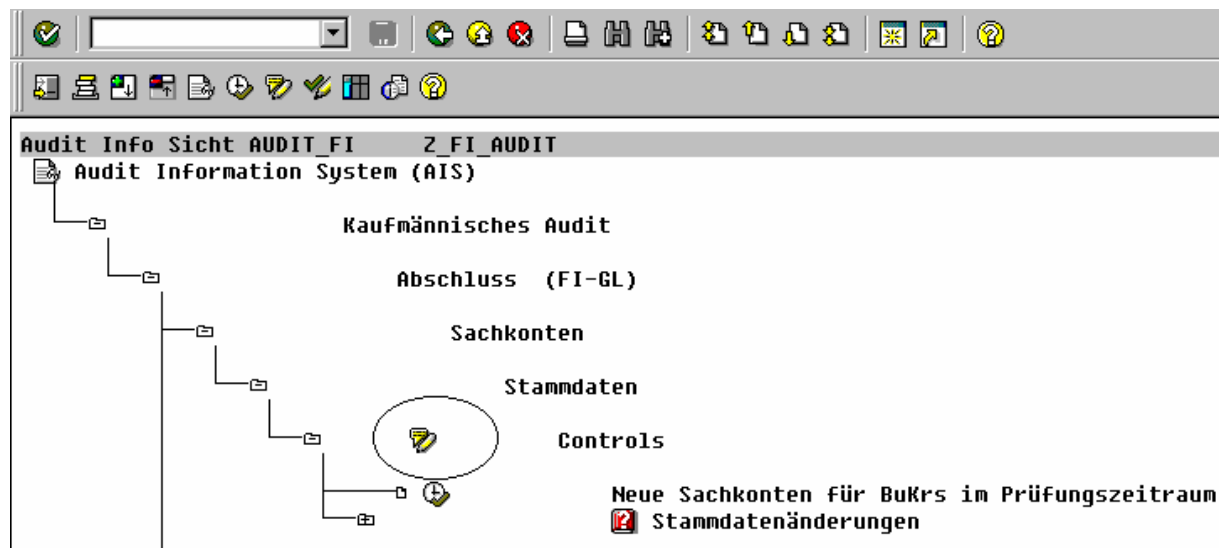 Audit Info Sicht AUDIT_FI Z_FI_AUDIT
Audit Information System (AIS)
Kaufmännisches Audit
Abschluss (FI-GL)
Sachkonten
Stammdaten
Controls
Neue Sachkonten für BuKrs im Prüfungszeitraum
Stammdatenänderungen